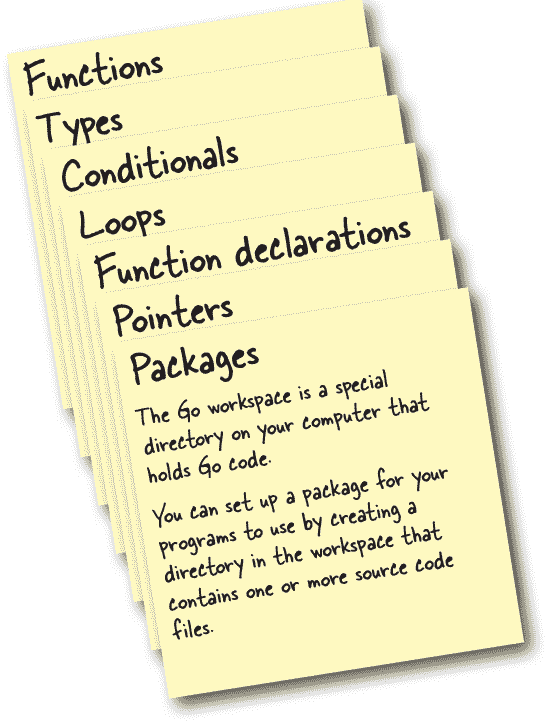 Functions
Types
Conditionals
Loops
Function declarations
Pointers
Packages
The Go workspace is a special
directory on your computer that
holds Go code.
You can set up a package for your
programs to use by creating a
directory in the workspace that
contains one or more source code
files.